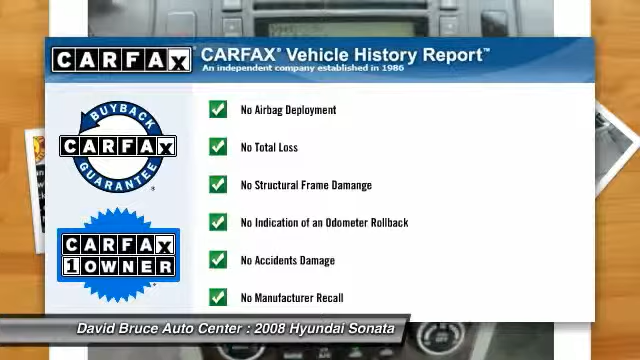 CARFAX
CARFAX® Vehicle History Report™
An independent company established in 1986
BUYBACK
CARFAX
GUARANTEE®
CARFAX
1 OWNER
No Airbag Deployment
No Total Loss
No Structural Frame Damange
No Indication of an Odometer Rollback
No Accidents Damage
No Manufacturer Recall
David Bruce Auto Center : 2008 Hyundai Sonata